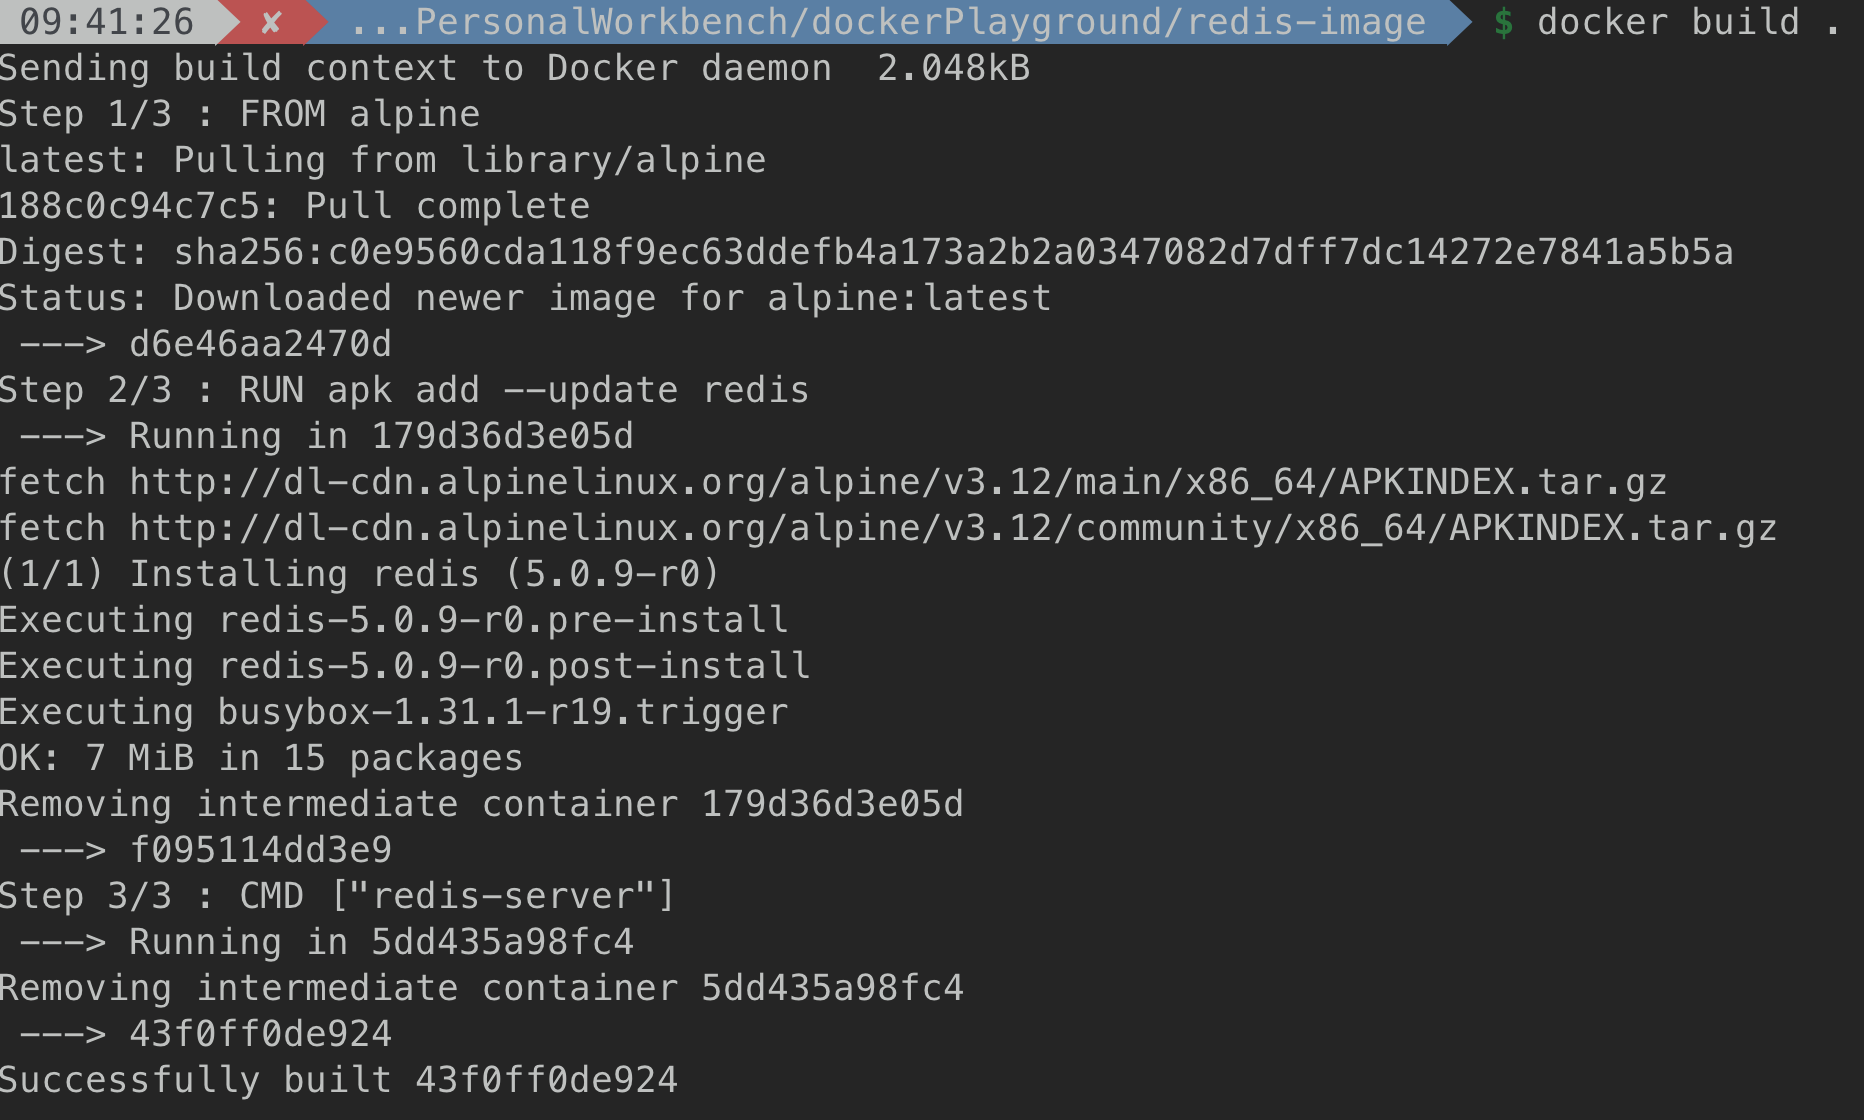 09:41:26 ✘ ...PersonalWorkbench/dockerPlayground/redis-image $ docker build .
Sending build context to Docker daemon  2.048kB
Step 1/3 : FROM alpine
latest: Pulling from library/alpine
188c0c94c7c5: Pull complete
Digest: sha256:c0e9560cda118f9ec63ddefb4a173a2b2a0347082d7dff7dc14272e7841a5b5a
Status: Downloaded newer image for alpine:latest
 ---> d6e46aa2470d
Step 2/3 : RUN apk add --update redis
 ---> Running in 179d36d3e05d
fetch http://dl-cdn.alpinelinux.org/alpine/v3.12/main/x86_64/APKINDEX.tar.gz
fetch http://dl-cdn.alpinelinux.org/alpine/v3.12/community/x86_64/APKINDEX.tar.gz
(1/1) Installing redis (5.0.9-r0)
Executing redis-5.0.9-r0.pre-install
Executing redis-5.0.9-r0.post-install
Executing busybox-1.31.1-r19.trigger
OK: 7 MiB in 15 packages
Removing intermediate container 179d36d3e05d
 ---> f095114dd3e9
Step 3/3 : CMD ["redis-server"]
 ---> Running in 5dd435a98fc4
Removing intermediate container 5dd435a98fc4
 ---> 43f0ff0de924
Successfully built 43f0ff0de924